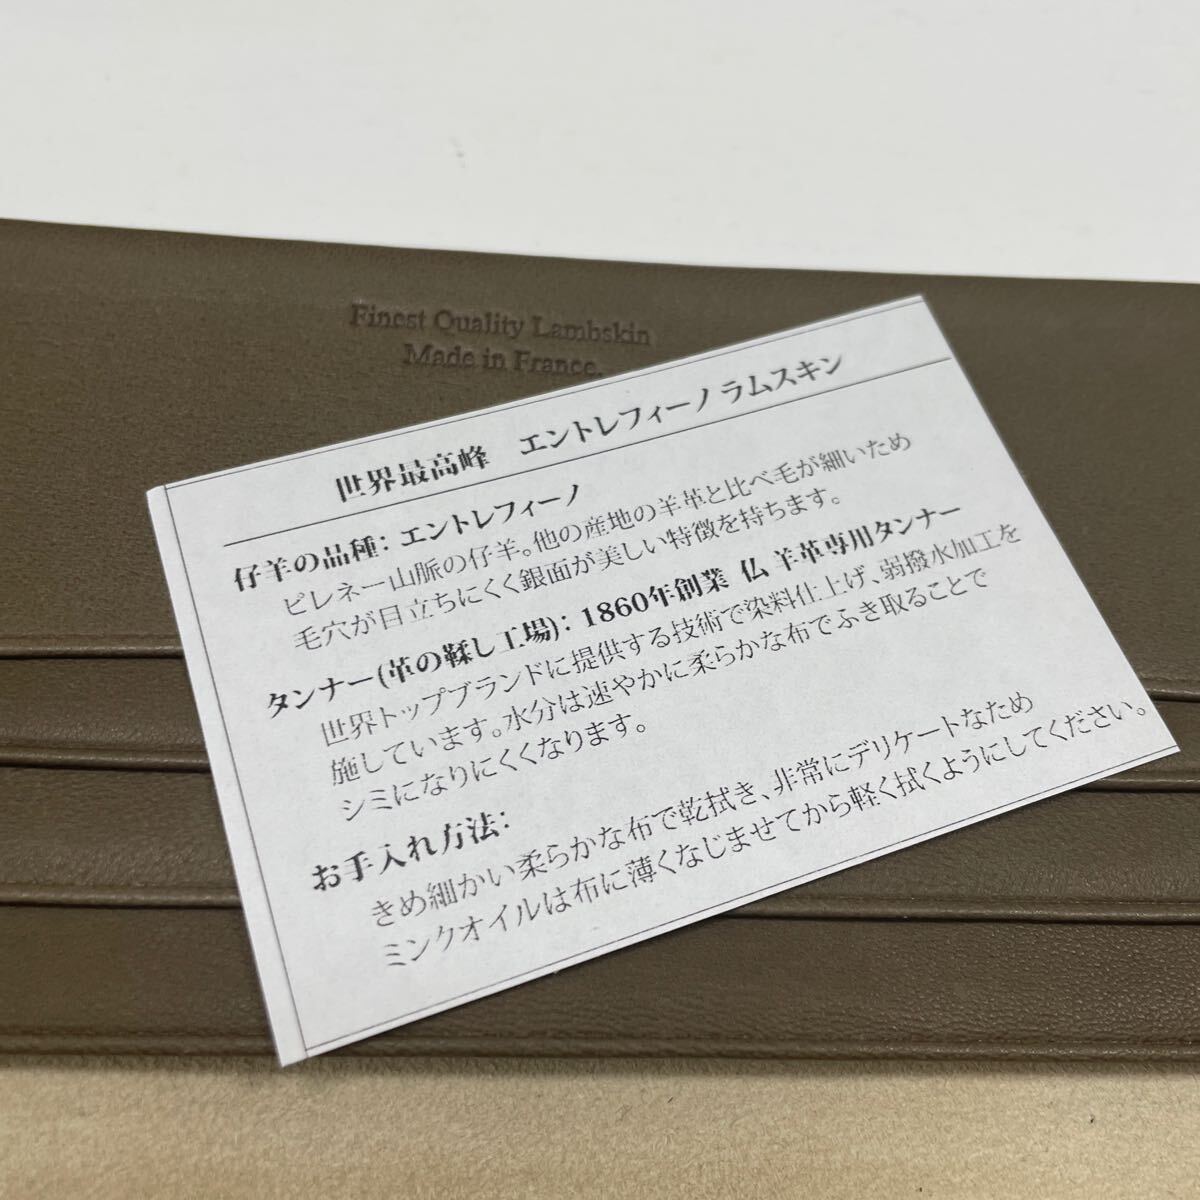 Finest Quality Lambskin
Made in France.
世界最高峰　エントレフィーノ ラムスキン
仔羊の品種: エントレフィーノ
ピレネー山脈の仔羊。他の産地の羊革と比べ毛が細いため
毛穴が目立ちにくく銀面が美しい特徴を持ちます。
タンナー(革の鞣し工場): 1860年創業 仏 羊革専用タンナー
世界トップブランドに提供する技術で染料仕上げ、弱撥水加工を
施しています。水分は速やかに柔らかな布でふき取ることで
シミになりにくくなります。
お手入れ方法:
きめ細かい柔らかな布で乾拭き、非常にデリケートなため
ミンクオイルは布に薄くなじませてから軽く拭くようにしてください。